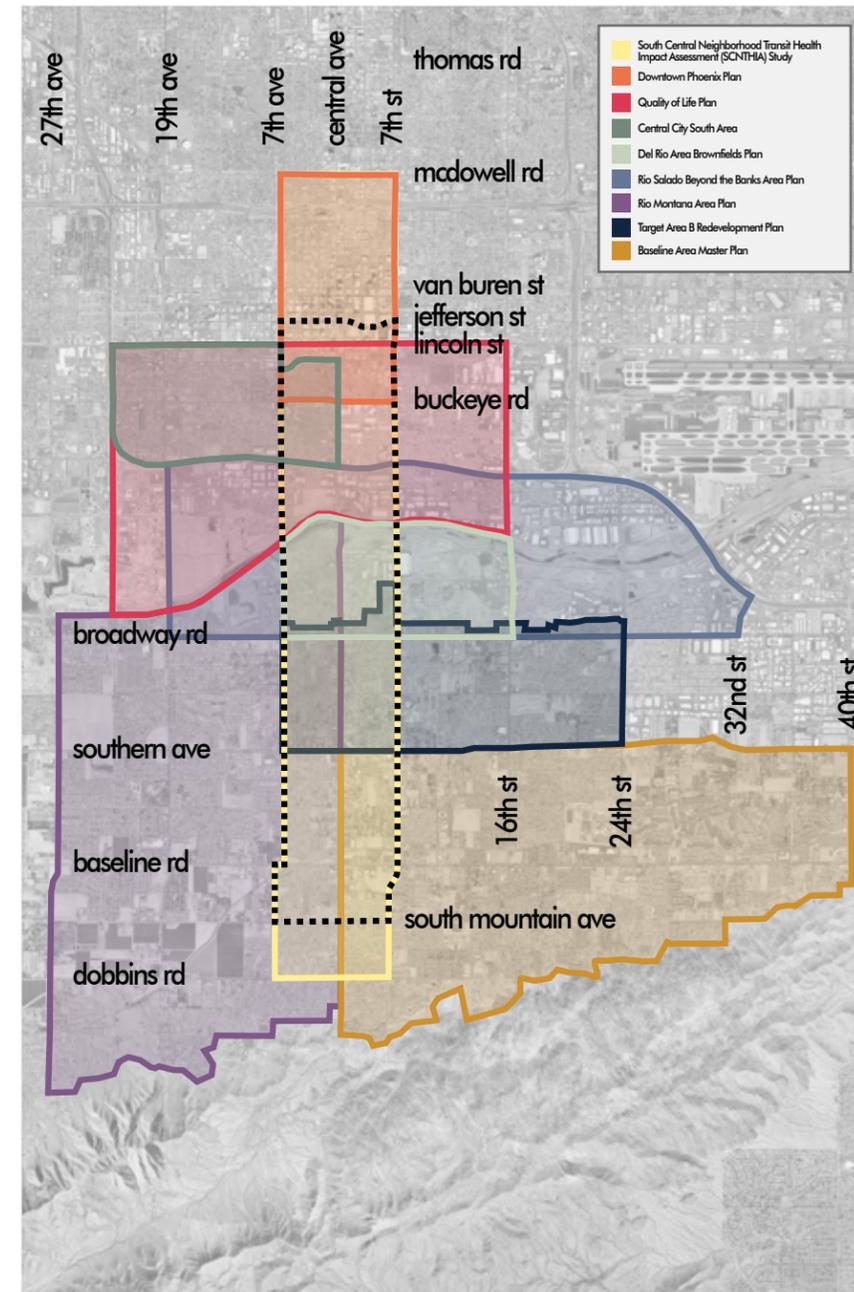 27th ave
19th ave
7th ave
central ave
7th st
thomas rd
South Central Neighborhood Transit Health
Impact Assessment (SCNTHIA) Study
Downtown Phoenix Plan
Quality of Life Plan
Central City South Area
Del Rio Area Brownfields Plan
Rio Salado Beyond the Banks Area Plan
Rio Montana Area Plan
Target Area B Redevelopment Plan
Baseline Area Master Plan
mcdowell rd
van buren st
jefferson st
lincoln st
buckeye rd
broadway rd
32nd st
40th st
southern ave
16th st
24th st
baseline rd
south mountain ave
dobbins rd